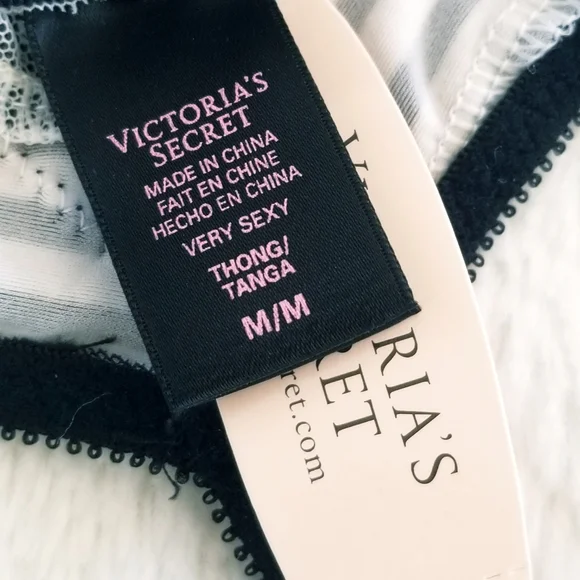 VICTORIA'S
SECRET
MADE IN CHINA
FAIT EN CHINE
HECHO EN CHINA
VERY SEXY
THONG/
TANGA
M/M
RIA'S
RET
ret.com